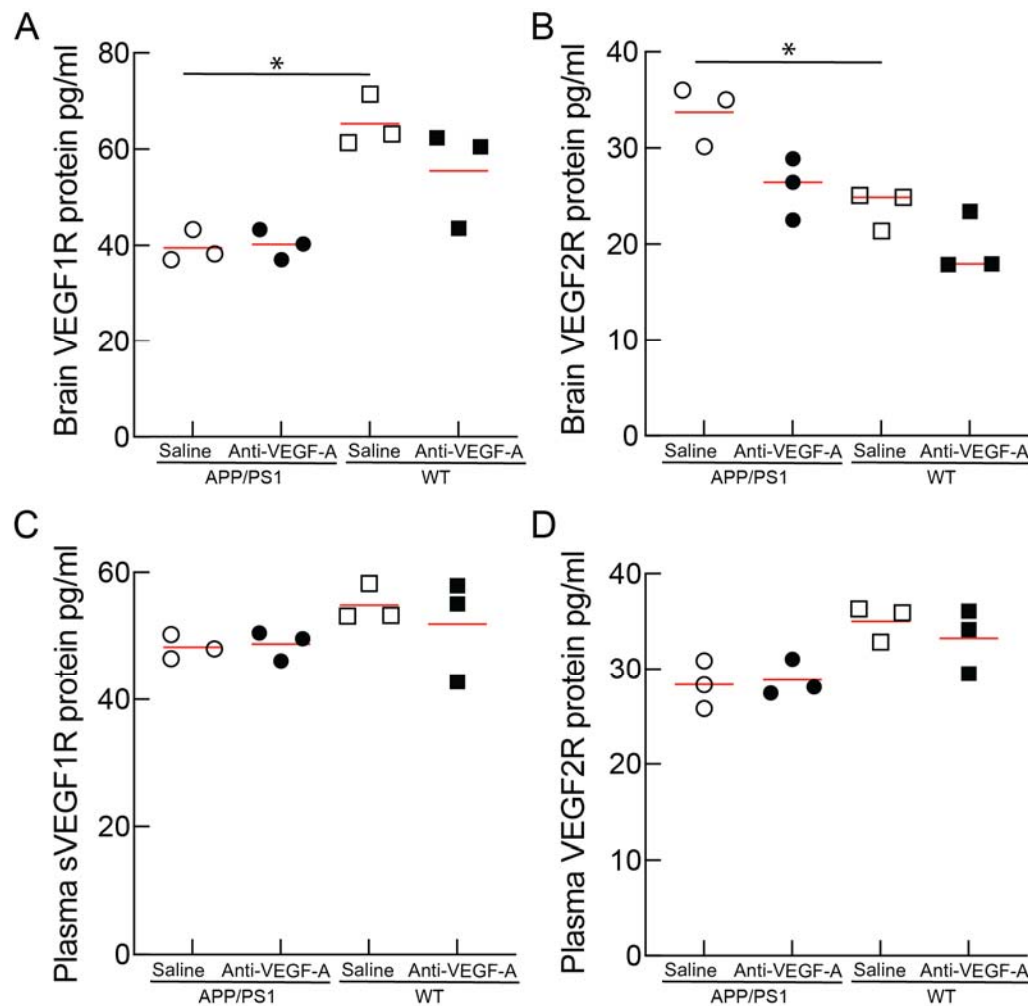 A
Brain VEGF1R protein pg/ml
80
60
40
20
0
*
Saline Anti-VEGF-A Saline Anti-VEGF-A
APP/PS1 WT
B
Brain VEGF2R protein pg/ml
40
30
20
10
0
*
Saline Anti-VEGF-A Saline Anti-VEGF-A
APP/PS1 WT
C
Plasma sVEGF1R protein pg/ml
60
40
20
0
Saline Anti-VEGF-A Saline Anti-VEGF-A
APP/PS1 WT
D
Plasma VEGF2R protein pg/ml
40
30
20
10
0
Saline Anti-VEGF-A Saline Anti-VEGF-A
APP/PS1 WT